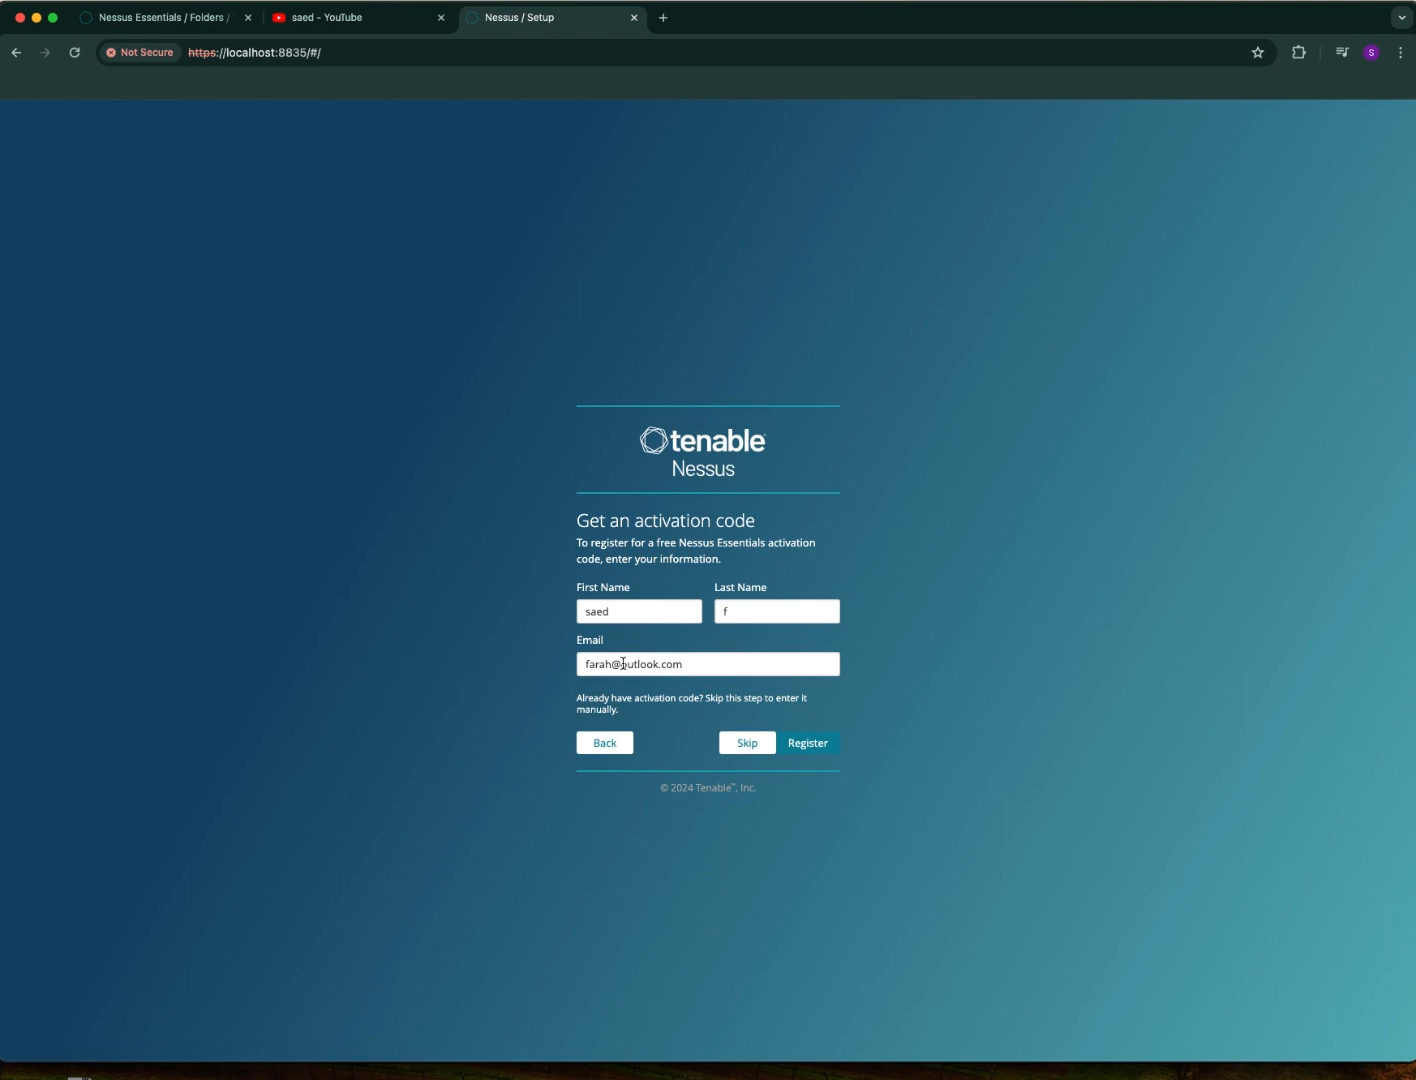 Nessus Essentials / Folders /
saed - YouTube
Nessus / Setup
Not Secure
https://localhost:8835/#/
S
tenable
Nessus
Get an activation code
To register for a free Nessus Essentials activation
code, enter your information.
First Name
Last Name
saed
f
Email
farah@outlook.com
Already have activation code? Skip this step to enter it
manually.
Back
Skip
Register
© 2024 Tenable™, Inc.